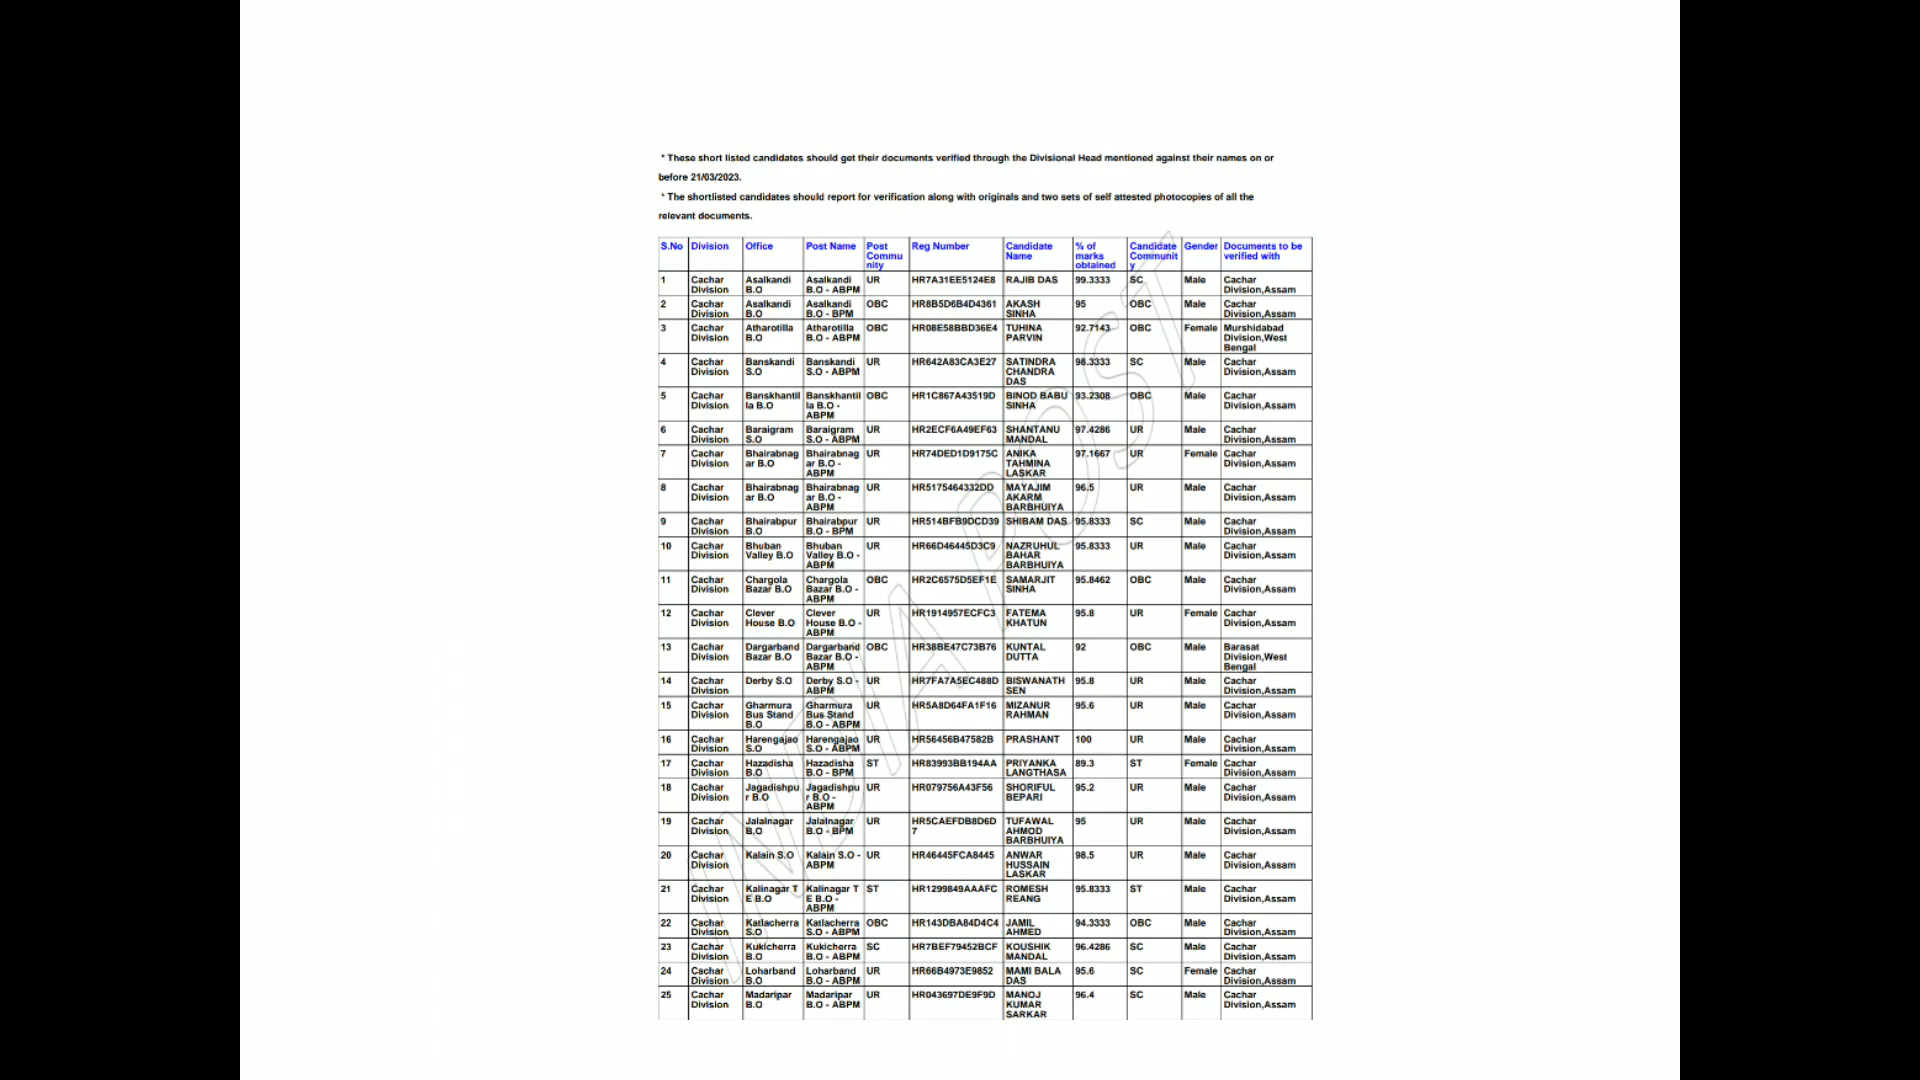 * These short listed candidates should get their documents verified through the Divisional Head mentioned against their names on or
before 21/03/2023.
* The shortlisted candidates should report for verification along with originals and two sets of self attested photocopies of all the
relevant documents.
S.No Division Office Post Name Post Commu nity Reg Number Candidate Name % of marks obtained Candidate Communit y Gender Documents to be verified with
1 Cachar Division Asalkandi B.O Asalkandi B.O - ABPM UR HR7A31EE5124E8 RAJIB DAS 99.3333 SC Male Cachar Division,Assam
2 Cachar Division Asalkandi B.O Asalkandi B.O - BPM OBC HR8B5D6B4D4361 AKASH SINHA 95 OBC Male Cachar Division,Assam
3 Cachar Division Atharotilla B.O Atharotilla B.O - ABPM OBC HR08E58BBD36E4 TUHINA PARVIN 92.7143 OBC Female Murshidabad Division,West Bengal
4 Cachar Division Banskandi S.O Banskandi S.O - ABPM UR HR642A83CA3E27 SATINDRA CHANDRA DAS 98.3333 SC Male Cachar Division,Assam
5 Cachar Division Banskhantil la B.O Banskhantil la B.O - ABPM OBC HR1C867A43519D BINOD BABU SINHA 93.2308 OBC Male Cachar Division,Assam
6 Cachar Division Baraigram S.O Baraigram S.O - ABPM UR HR2ECF6A49EF63 SHANTANU MANDAL 97.4286 UR Male Cachar Division,Assam
7 Cachar Division Bhairabnag ar B.O Bhairabnag ar B.O - ABPM UR HR74DED1D9175C ANIKA TAHMINA LASKAR 97.1667 UR Female Cachar Division,Assam
8 Cachar Division Bhairabnag ar B.O Bhairabnag ar B.O - ABPM UR HR5175464332DD MAYAJIM AKARM BARBHUIYA 96.5 UR Male Cachar Division,Assam
9 Cachar Division Bhairabpur B.O Bhairabpur B.O - BPM UR HR514BFB9DCD39 SHIBAM DAS 95.8333 SC Male Cachar Division,Assam
10 Cachar Division Bhuban Valley B.O Bhuban Valley B.O - ABPM UR HR66D46445D3C9 NAZRUHUL BAHAR BARBHUIYA 95.8333 UR Male Cachar Division,Assam
11 Cachar Division Chargola Bazar B.O Chargola Bazar B.O - ABPM OBC HR2C6575D5EF1E SAMARJIT SINHA 95.8462 OBC Male Cachar Division,Assam
12 Cachar Division Clever House B.O Clever House B.O - ABPM UR HR1914957ECFC3 FATEMA KHATUN 95.8 UR Female Cachar Division,Assam
13 Cachar Division Dargarband Bazar B.O Dargarband Bazar B.O - ABPM OBC HR38BE47C73B76 KUNTAL DUTTA 92 OBC Male Barasat Division,West Bengal
14 Cachar Division Derby S.O Derby S.O - ABPM UR HR7FA7A5EC488D BISWANATH SEN 95.8 UR Male Cachar Division,Assam
15 Cachar Division Gharmura Bus Stand B.O Gharmura Bus Stand B.O - ABPM UR HR5A8D64FA1F16 MIZANUR RAHMAN 95.6 UR Male Cachar Division,Assam
16 Cachar Division Harengajao S.O Harengajao S.O - ABPM UR HR56456B47582B PRASHANT 100 UR Male Cachar Division,Assam
17 Cachar Division Hazadisha B.O Hazadisha B.O - BPM ST HR83993BB194AA PRIYANKA LANGTHASA 89.3 ST Female Cachar Division,Assam
18 Cachar Division Jagadishpu r B.O Jagadishpu r B.O - ABPM UR HR079756A43F56 SHORIFUL BEPARI 95.2 UR Male Cachar Division,Assam
19 Cachar Division Jalalnagar B.O Jalalnagar B.O - BPM UR HR5CAEFDB8D6D 7 TUFAWAL AHMOD BARBHUIYA 95 UR Male Cachar Division,Assam
20 Cachar Division Kalain S.O Kalain S.O - ABPM UR HR46445FCA8445 ANWAR HUSSAIN LASKAR 98.5 UR Male Cachar Division,Assam
21 Cachar Division Kalinagar T E B.O Kalinagar T E B.O - ABPM ST HR1299849AAAFC ROMESH REANG 95.8333 ST Male Cachar Division,Assam
22 Cachar Division Katlacherra S.O Katlacherra S.O - ABPM OBC HR143DBA84D4C4 JAMIL AHMED 94.3333 OBC Male Cachar Division,Assam
23 Cachar Division Kukicherra B.O Kukicherra B.O - ABPM SC HR7BEF79452BCF KOUSHIK MANDAL 96.4286 SC Male Cachar Division,Assam
24 Cachar Division Loharband B.O Loharband B.O - ABPM UR HR66B4973E9852 MAMI BALA DAS 95.6 SC Female Cachar Division,Assam
25 Cachar Division Madaripar B.O Madaripar B.O - ABPM UR HR043697DE9F9D MANOJ KUMAR SARKAR 96.4 SC Male Cachar Division,Assam
INDIA POST